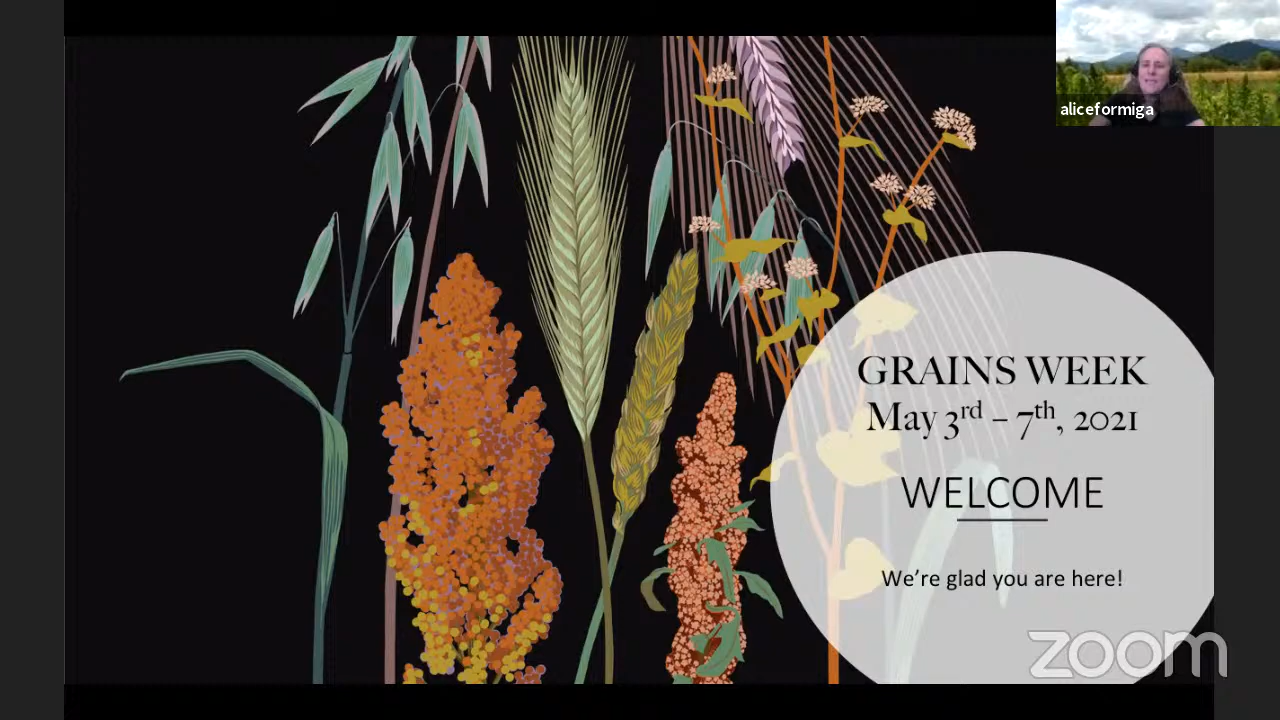 aliceformiga
GRAINS WEEK
May 3rd – 7th, 2021
WELCOME
We're glad you are here!
zoom